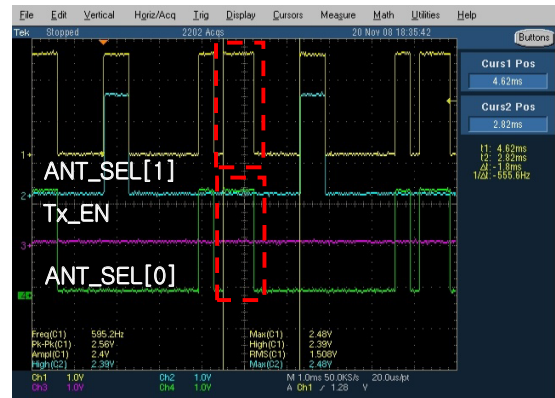 File Edit Vertical Horiz/Acq Trig Display Cursors Measure Math Utilities Help
Tek Stopped 2202 Acqs 20 Nov 08 18:35:42
Buttons
Curs1 Pos
4.62ms
Curs2 Pos
2.82ms
t1: 4.62ms
t2: 2.82ms
Δt: -1.8ms
1/Δt: -555.6Hz
1
ANT_SEL[1]
2
Tx_EN
3
ANT_SEL[0]
4
Freq(C1) 595.2Hz Max(C1) 2.48V
Pk-Pk(C1) 2.56V High(C1) 2.39V
Ampl(C1) 2.4V RMS(C1) 1.508V
High(C2) 2.39V Max(C2) 2.48V
Ch1 1.0V Ch2 1.0V M 1.0ms 50.0KS/s 20.0us/pt
Ch3 1.0V Ch4 1.0V A Ch1 / 1.28 V